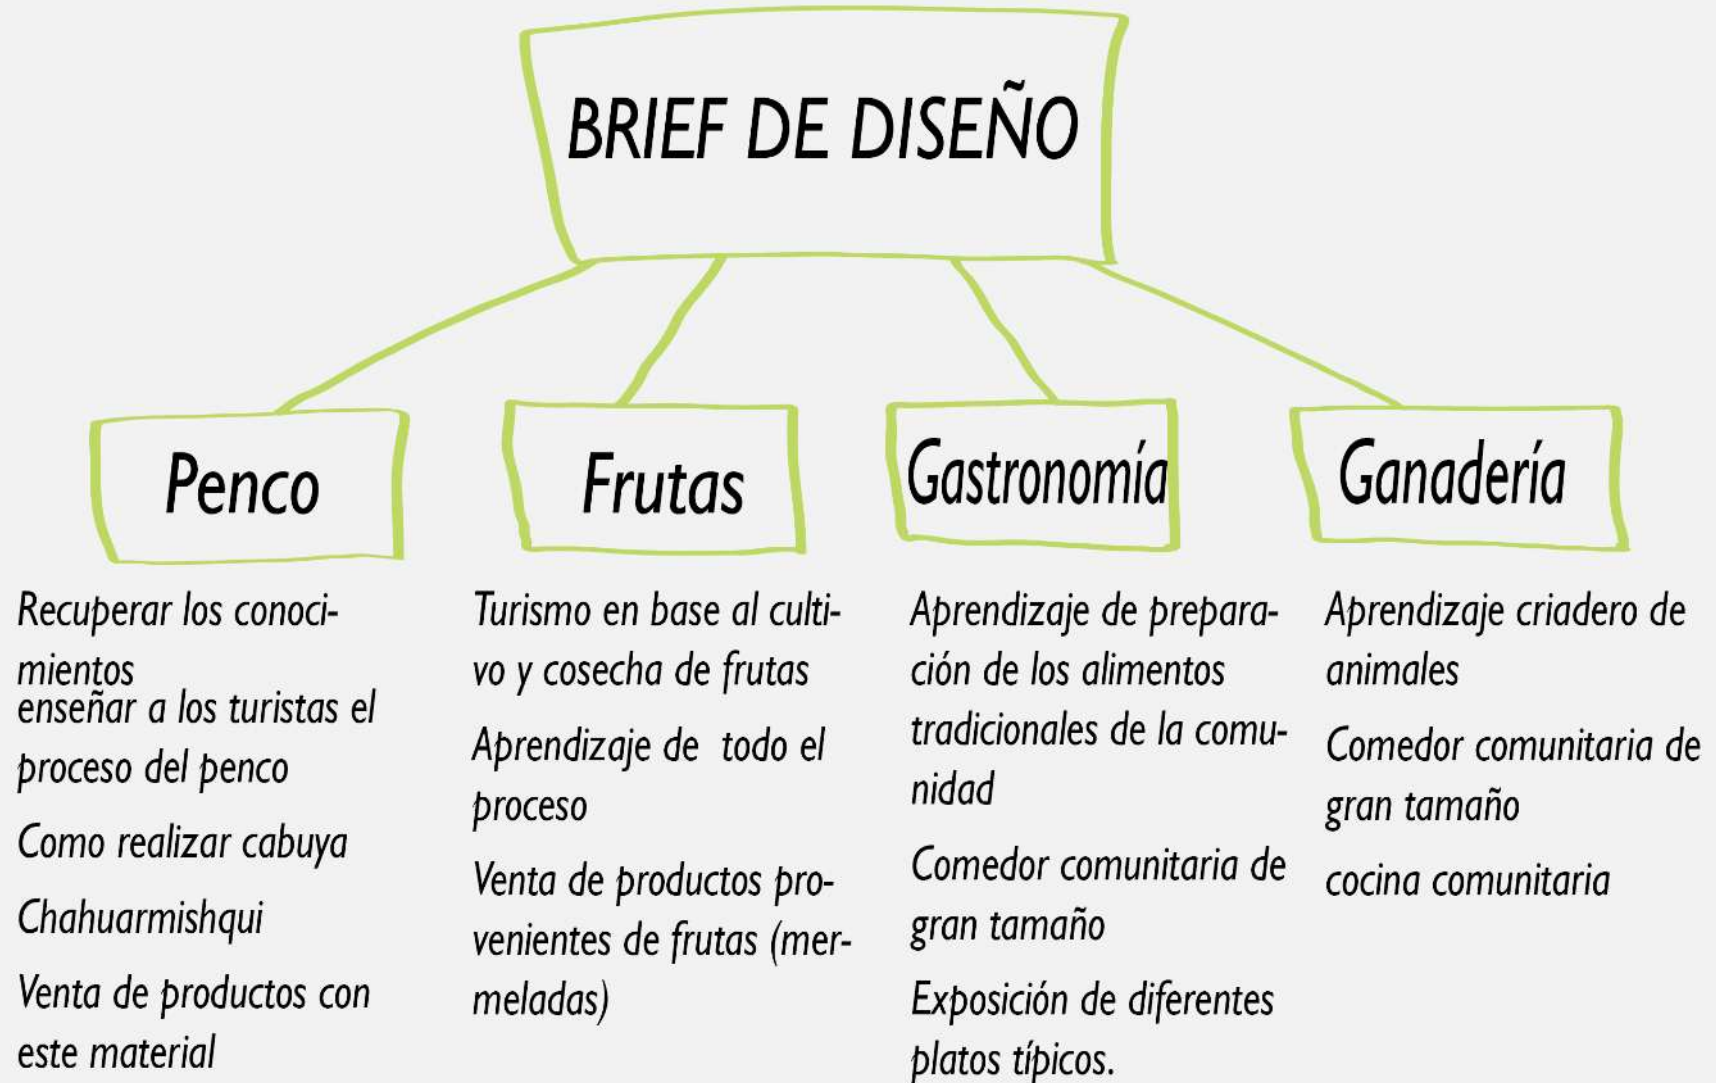 BRIEF DE DISEÑO
Penco
Recuperar los conoci-
mientos
enseñar a los turistas el
proceso del penco
Como realizar cabuya
Chahuarmishqui
Venta de productos con
este material
Frutas
Turismo en base al culti-
vo y cosecha de frutas
Aprendizaje de todo el
proceso
Venta de productos pro-
venientes de frutas (mer-
meladas)
Gastronomía
Aprendizaje de prepara-
ción de los alimentos
tradicionales de la comu-
nidad
Comedor comunitaria de
gran tamaño
Exposición de diferentes
platos típicos.
Ganadería
Aprendizaje criadero de
animales
Comedor comunitaria de
gran tamaño
cocina comunitaria